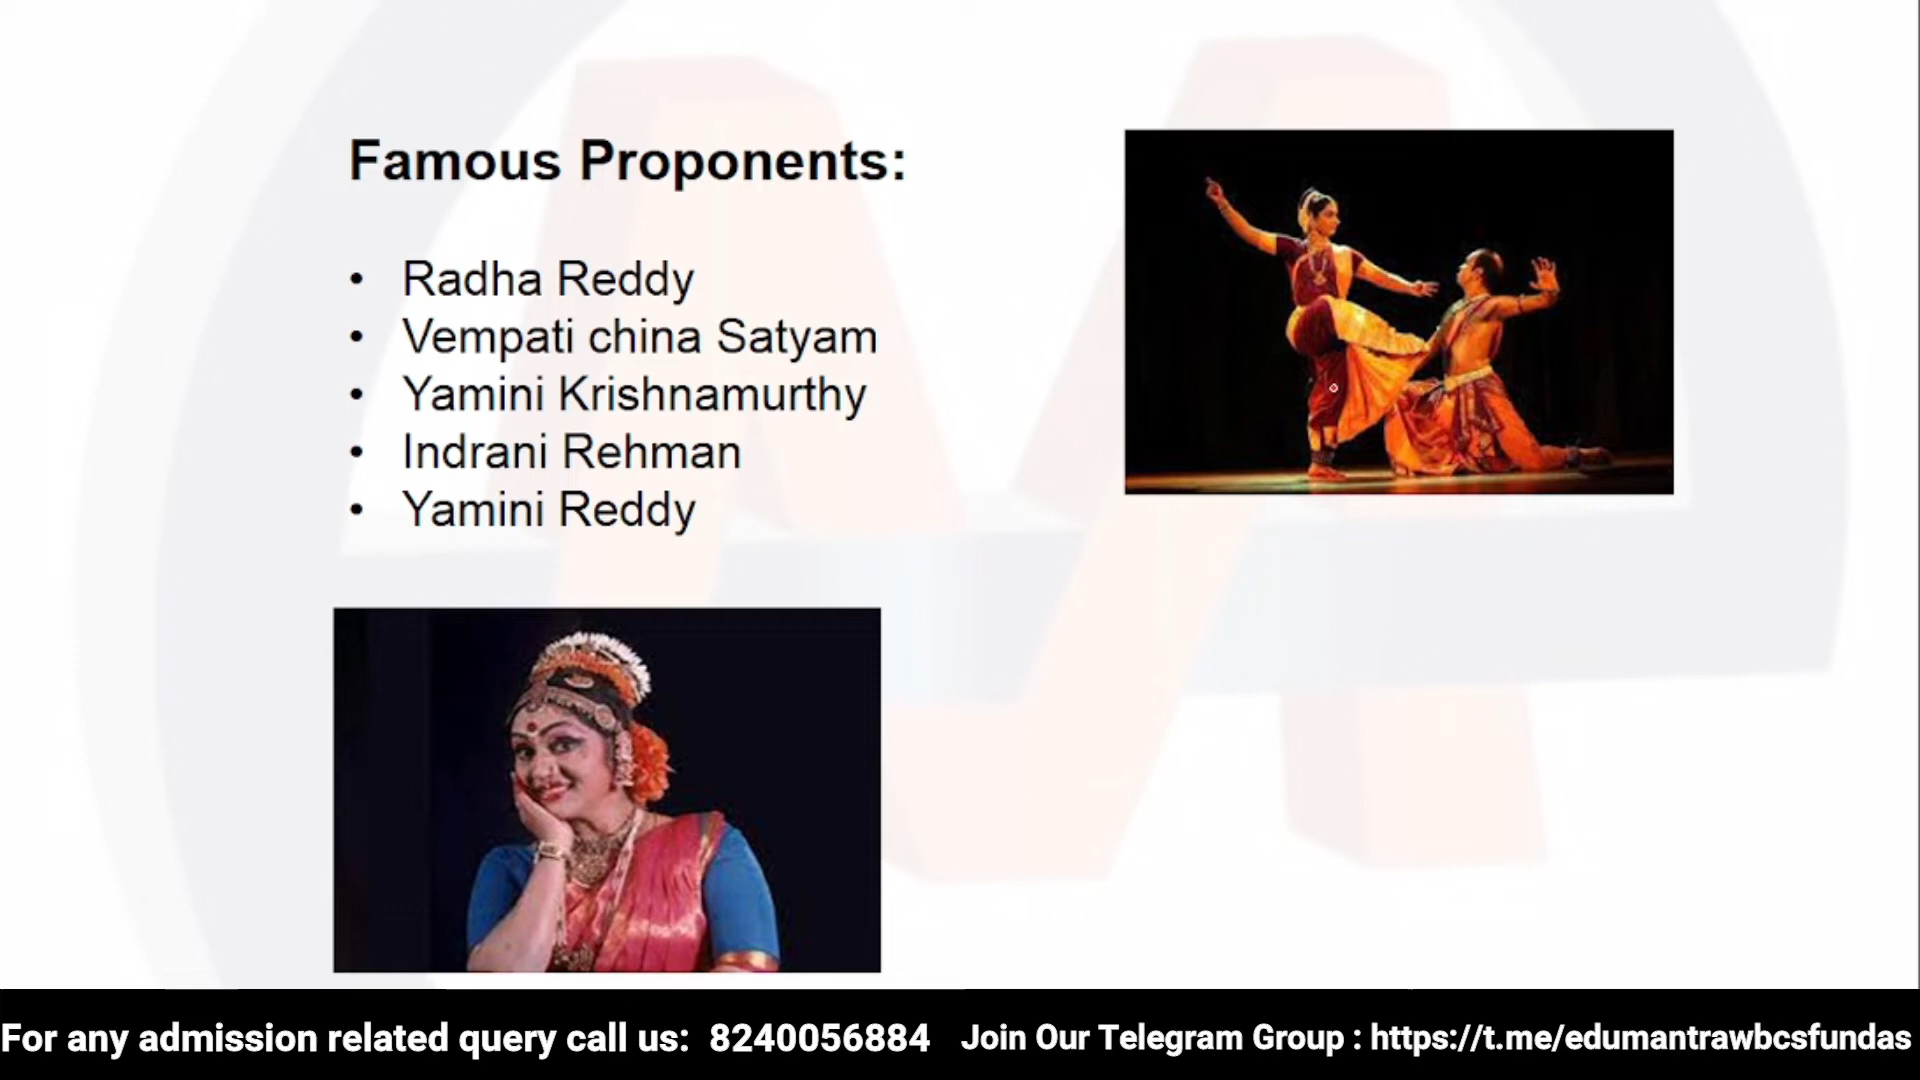 Famous Proponents:
• Radha Reddy
• Vempati china Satyam
• Yamini Krishnamurthy
• Indrani Rehman
• Yamini Reddy
For any admission related query call us: 8240056884 Join Our Telegram Group : https://t.me/edumantrawbcsfundas